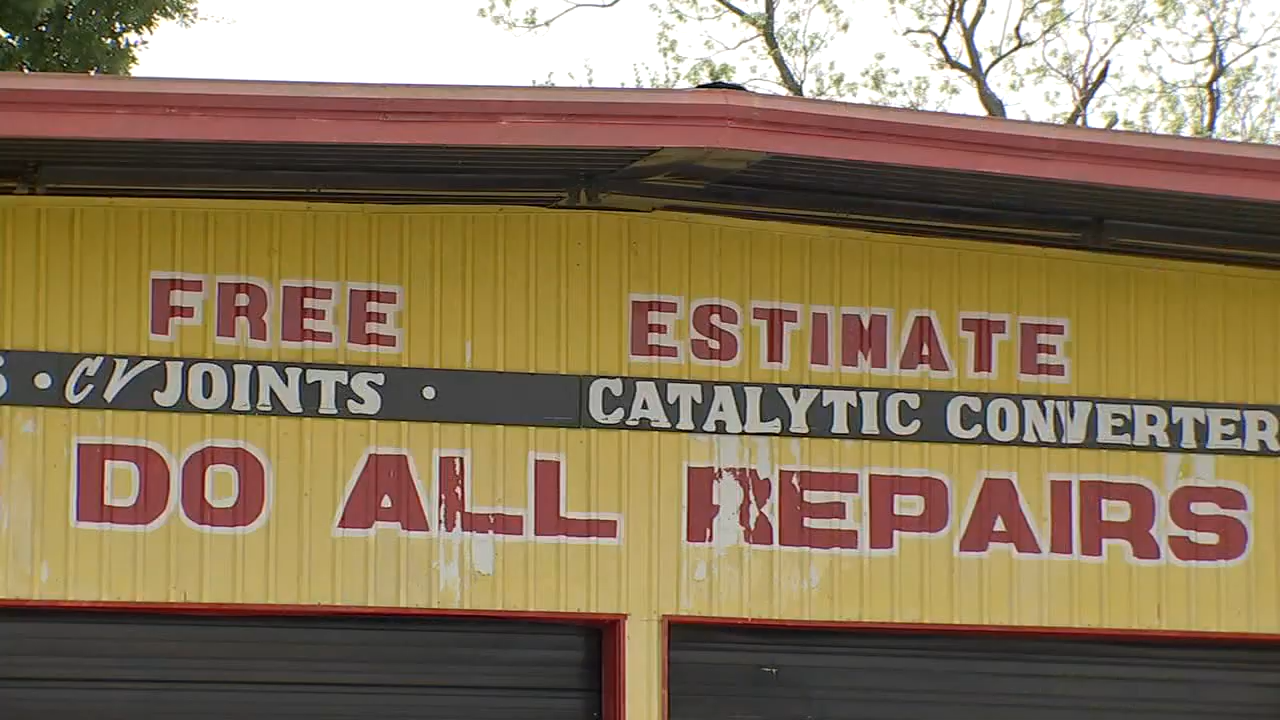 FREE ESTIMATE
S • CV JOINTS • CATALYTIC CONVERTER
DO ALL REPAIRS